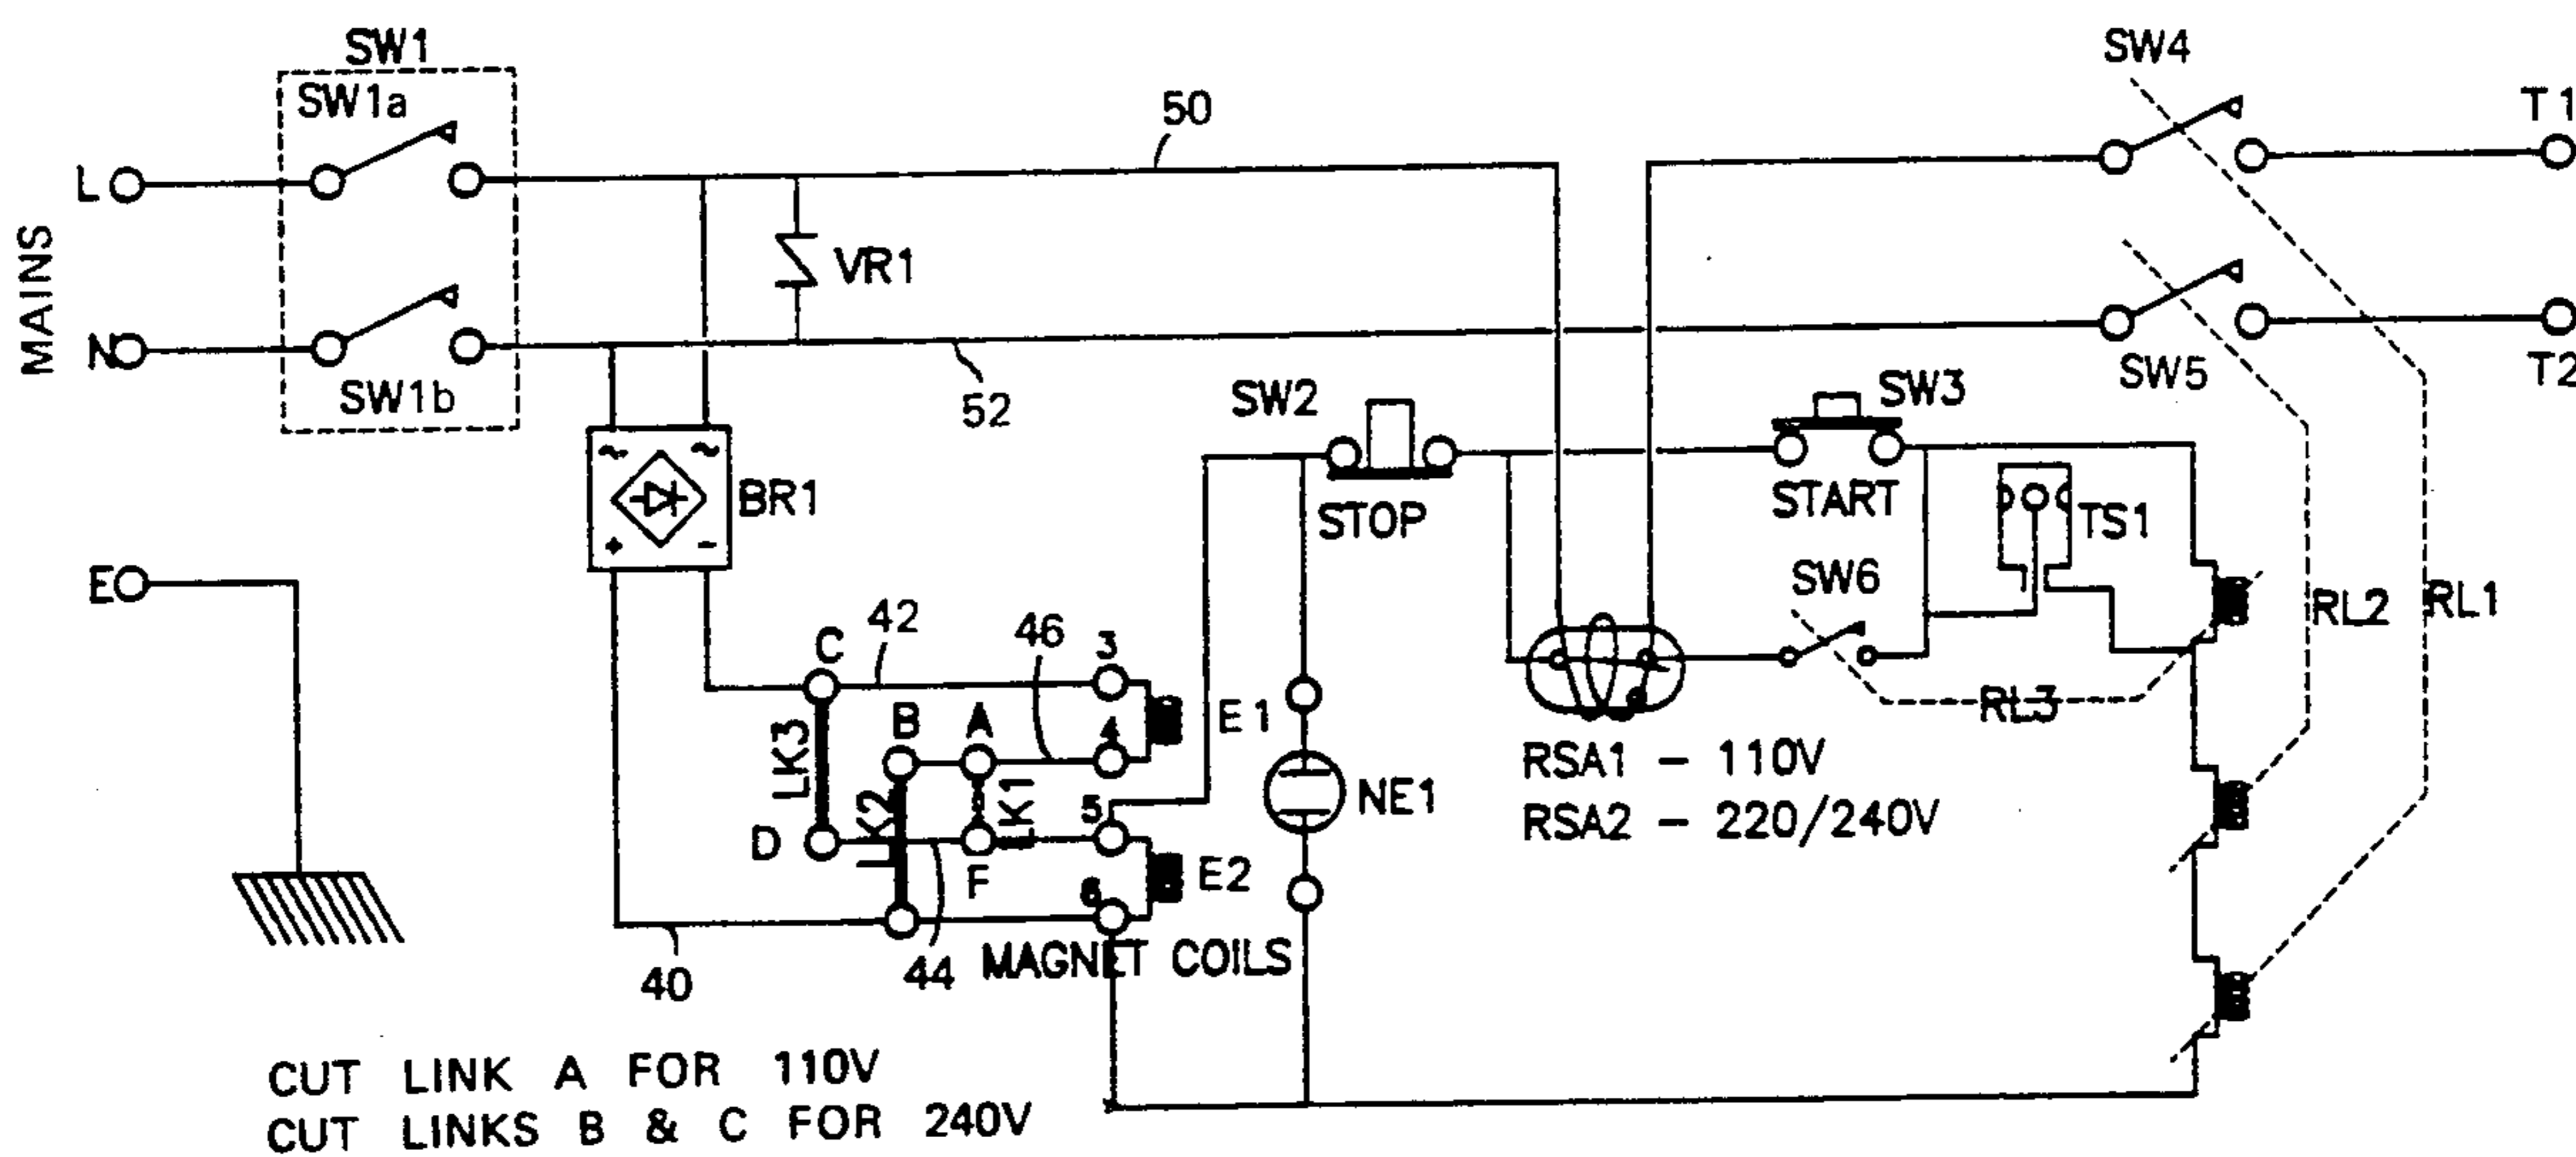 SW1
SW1a
SW4
50
T1
L
MAINS
VR1
N
SW1b
52
SW2
SW3
SW5
T2
~ ~
BR1
+ -
STOP
START
TS1
E
SW6
RL2
RL1
C
42
46
3
RL3
B
A
4
E1
LK3
RSA1 - 110V
RSA2 - 220/240V
NE1
LK2
LK1
5
D
F
6
E2
40
44
MAGNET COILS
CUT LINK A FOR 110V
CUT LINKS B & C FOR 240V